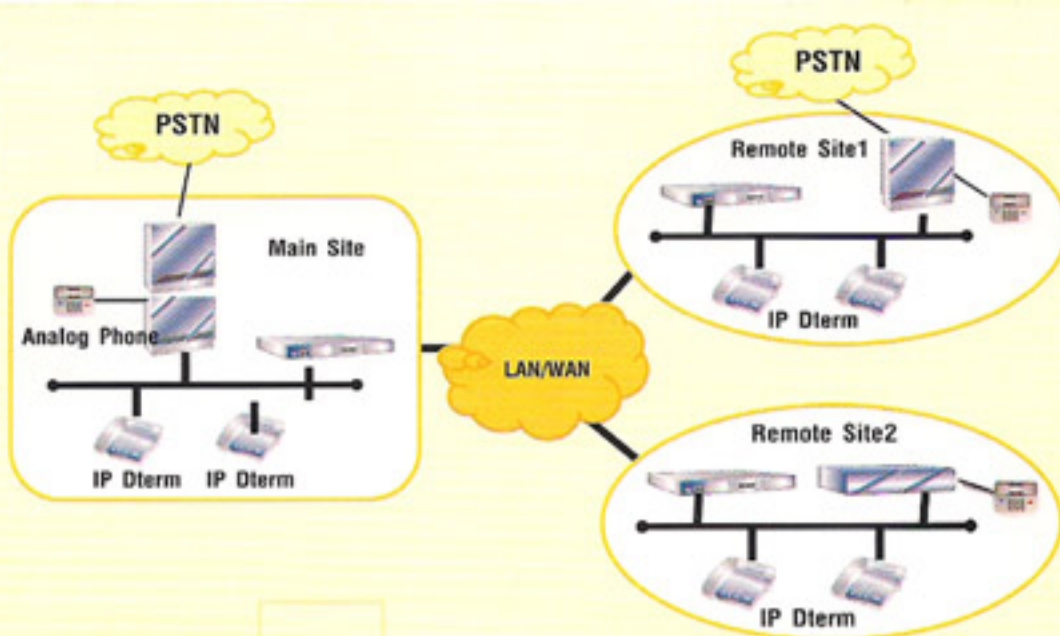 PSTN
Main Site
Analog Phone
IP Dterm
IP Dterm
LAN/WAN
PSTN
Remote Site1
IP Dterm
Remote Site2
IP Dterm